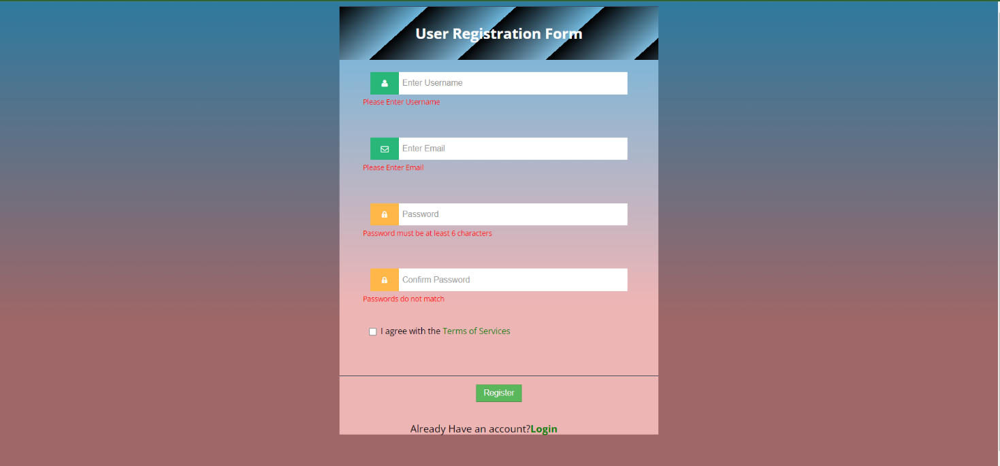 User Registration Form
Enter Username
Please Enter Username
Enter Email
Please Enter Email
Password
Password must be at least 6 characters
Confirm Password
Passwords do not match
I agree with the Terms of Services
Register
Already Have an account?Login